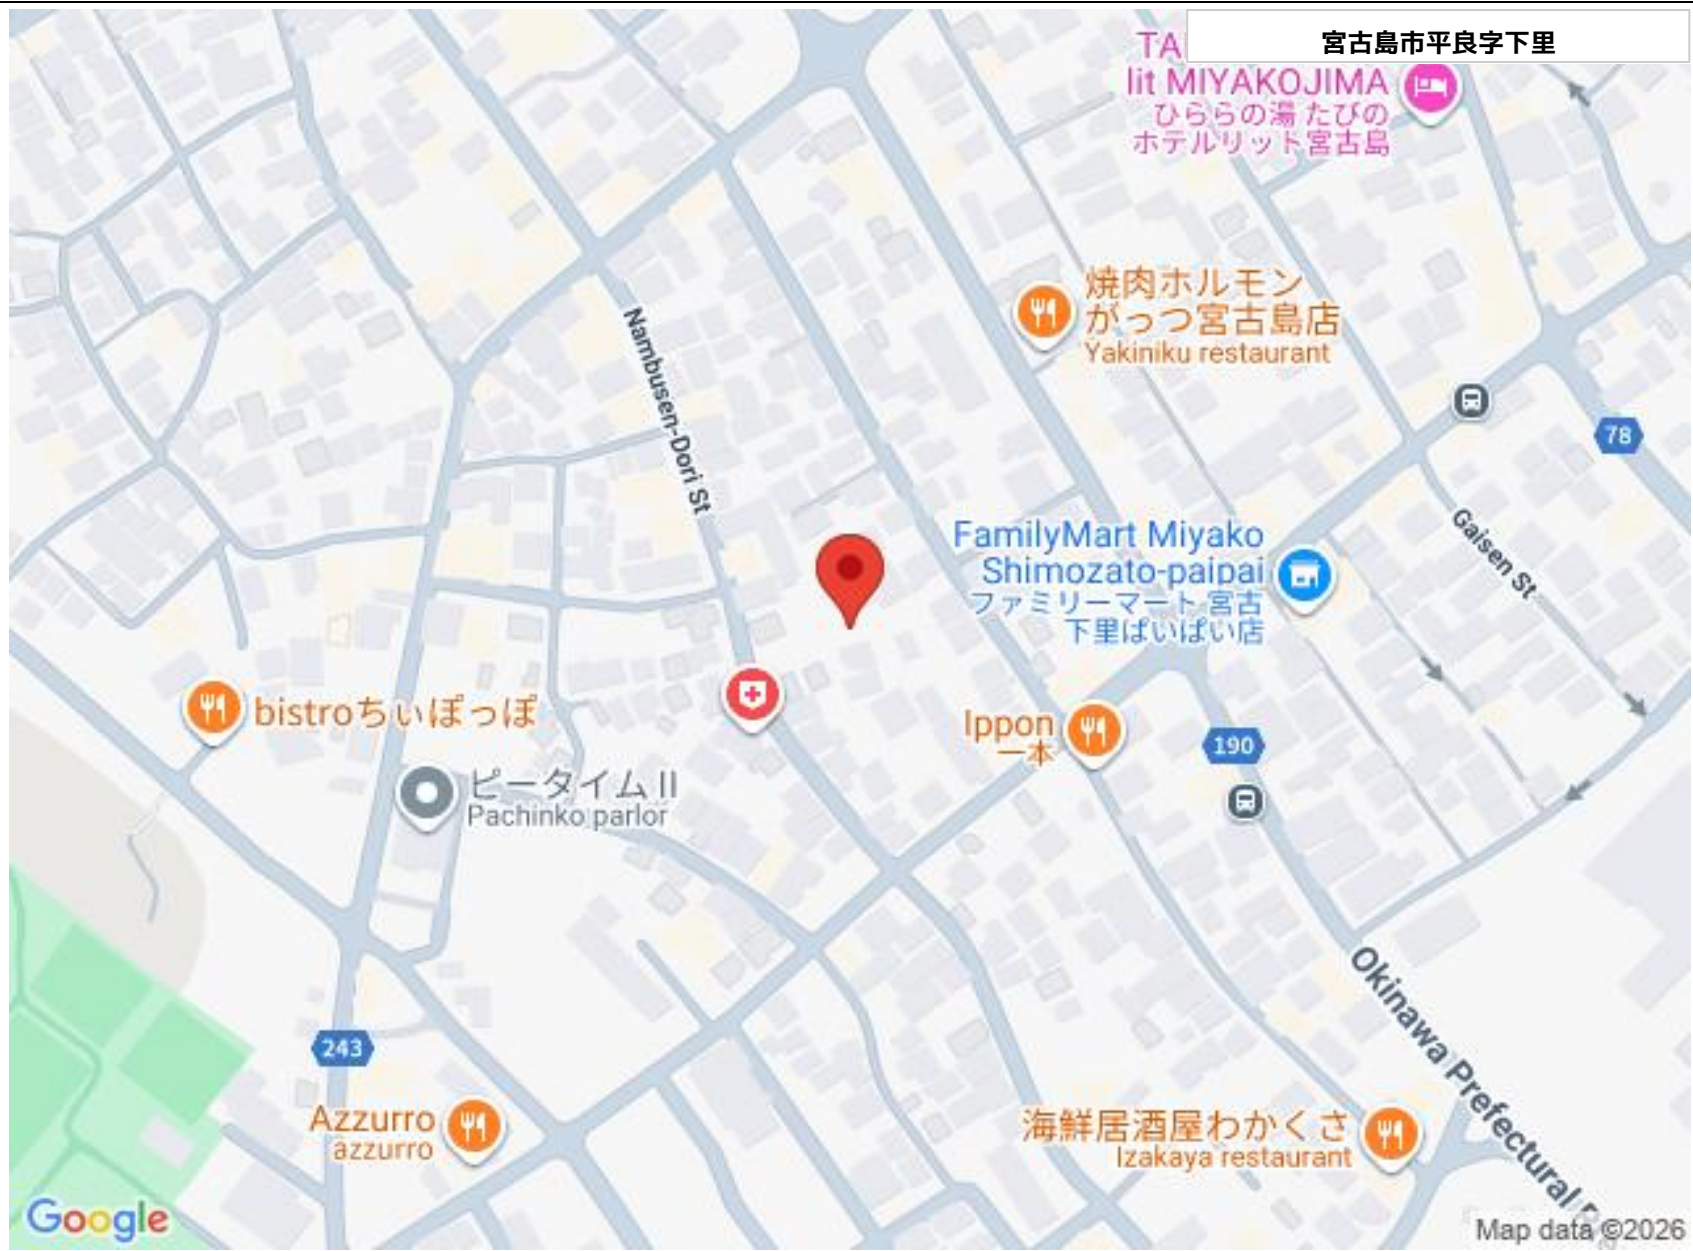 宮古島市平良字下里
lit MIYAKOJIMA
ひららの湯 たびの
ホテルリット宮古島
焼肉ホルモン
がっつ宮古島店
Yakiniku restaurant
Nambusen-Dori St
78
Gaisen St
FamilyMart Miyako
Shimozato-paipai
ファミリーマート 宮古
下里ぱいぱい店
bistroちぃぽっぽ
Ippon
一本
190
ピータイム II
Pachinko parlor
Okinawa Prefectural
243
Azzurro
azzurro
海鮮居酒屋わかくさ
Izakaya restaurant
Google
Map data ©2026